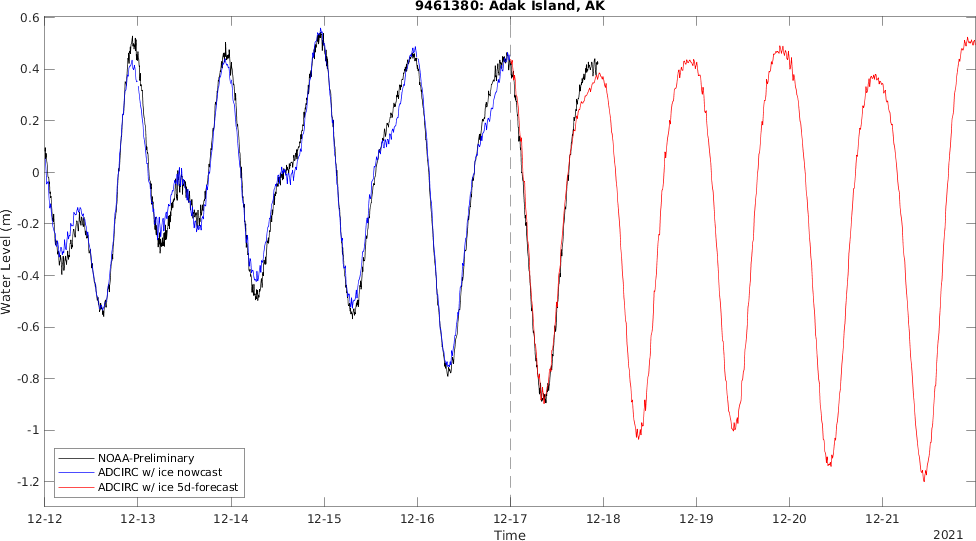 9461380: Adak Island, AK
0.6
0.4
0.2
0
-0.2
-0.4
-0.6
-0.8
-1
-1.2
Water Level (m)
NOAA-Preliminary
ADCIRC w/ ice nowcast
ADCIRC w/ ice 5d-forecast
12-12 12-13 12-14 12-15 12-16 12-17 12-18 12-19 12-20 12-21
Time
2021